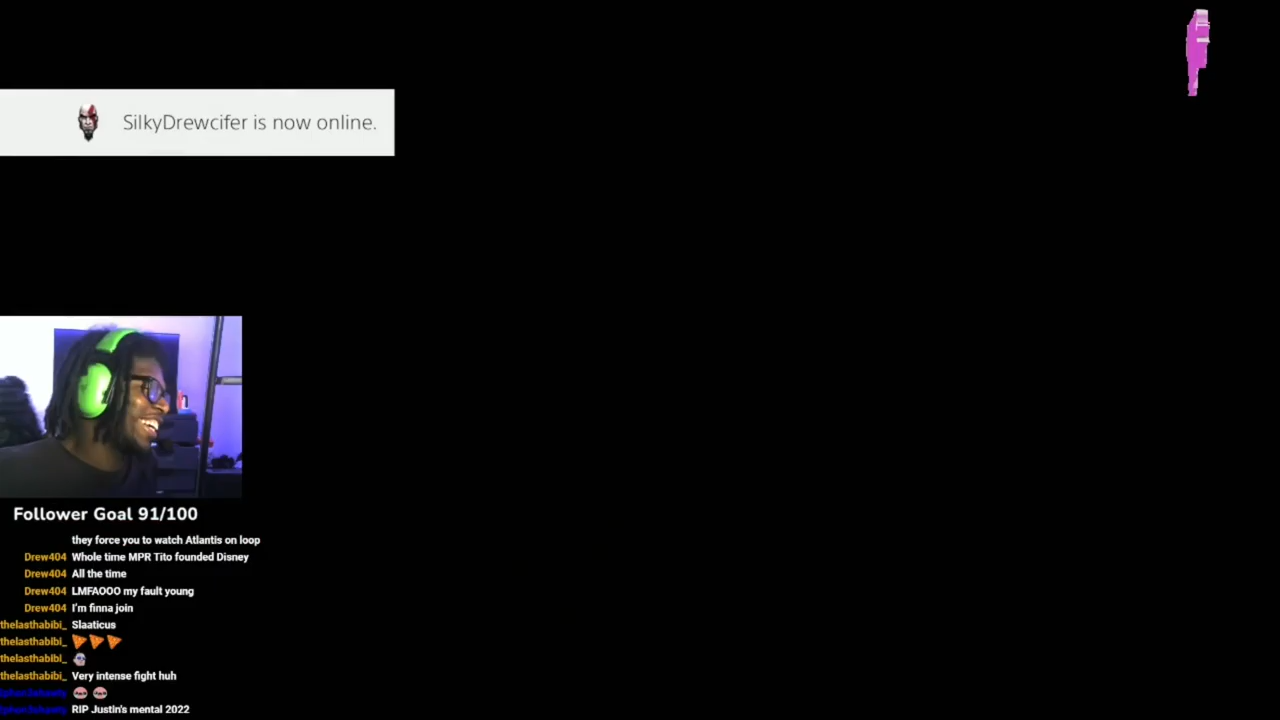 SilkyDrewcifer is now online.
Follower Goal 91/100
they force you to watch Atlantis on loop
Drew404 Whole time MPR Tito founded Disney
Drew404 All the time
Drew404 LMFAOOO my fault young
Drew404 I'm finna join
thelasthabibi_ Slaaticus
thelasthabibi_
thelasthabibi_
thelasthabibi_ Very intense fight huh
RIP Justin's mental 2022